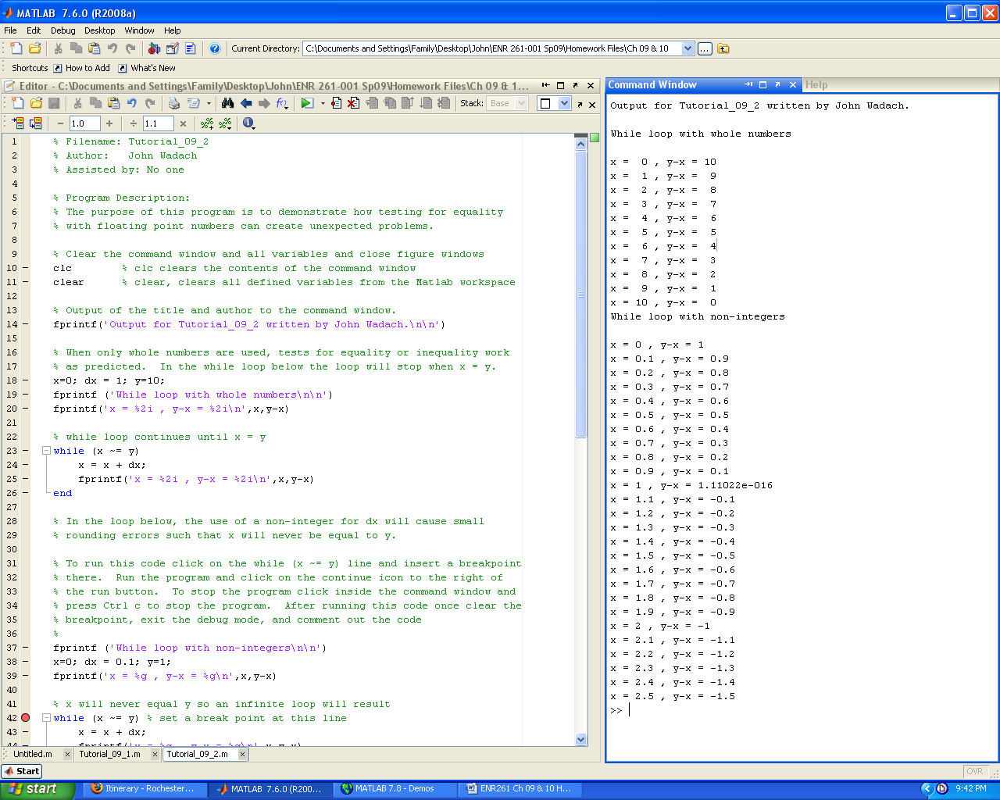 MATLAB 7.6.0 (R2008a)
File Edit Debug Desktop Window Help
Current Directory: C:\Documents and Settings\Family\Desktop\John\ENR 261-001 Sp09\Homework Files\Ch 09 & 10
Shortcuts How to Add What's New
Editor - C:\Documents and Settings\Family\Desktop\John\ENR 261-001 Sp09\Homework Files\Ch 09 & 1...
Stack: Base
1.0 1.1
1 % Filename: Tutorial_09_2
2 % Author:   John Wadach
3 % Assisted by: No one
4
5 % Program Description:
6 % The purpose of this program is to demonstrate how testing for equality
7 % with floating point numbers can create unexpected problems.
8
9 % Clear the command window and all variables and close figure windows
10 clc        % clc clears the contents of the command window
11 clear      % clear, clears all defined variables from the Matlab workspace
12
13 % Output of the title and author to the command window.
14 fprintf('Output for Tutorial_09_2 written by John Wadach.\n\n')
15
16 % When only whole numbers are used, tests for equality or inequality work
17 % as predicted.  In the while loop below the loop will stop when x = y.
18 x=0; dx = 1; y=10;
19 fprintf ('While loop with whole numbers\n\n')
20 fprintf('x = %2i , y-x = %2i\n',x,y-x)
21
22 % while loop continues until x = y
23 while (x ~= y)
24     x = x + dx;
25     fprintf('x = %2i , y-x = %2i\n',x,y-x)
26 end
27
28 % In the loop below, the use of a non-integer for dx will cause small
29 % rounding errors such that x will never be equal to y.
30
31 % To run this code click on the while (x ~= y) line and insert a breakpoint
32 % there.  Run the program and click on the continue icon to the right of
33 % the run button.  To stop the program click inside the command window and
34 % press Ctrl c to stop the program.  After running this code once clear the
35 % breakpoint, exit the debug mode, and comment out the code
36 %
37 fprintf ('While loop with non-integers\n\n')
38 x=0; dx = 0.1; y=1;
39 fprintf('x = %g , y-x = %g\n',x,y-x)
40
41 % x will never equal y so an infinite loop will result
42 while (x ~= y) % set a break point at this line
43     x = x + dx;
44     fprintf('x = %g , y-x = %g\n',x,y-x)
Untitled.m Tutorial_09_1.m Tutorial_09_2.m
Command Window Help
Output for Tutorial_09_2 written by John Wadach.
While loop with whole numbers
x =  0 , y-x = 10
x =  1 , y-x =  9
x =  2 , y-x =  8
x =  3 , y-x =  7
x =  4 , y-x =  6
x =  5 , y-x =  5
x =  6 , y-x =  4
x =  7 , y-x =  3
x =  8 , y-x =  2
x =  9 , y-x =  1
x = 10 , y-x =  0
While loop with non-integers
x = 0 , y-x = 1
x = 0.1 , y-x = 0.9
x = 0.2 , y-x = 0.8
x = 0.3 , y-x = 0.7
x = 0.4 , y-x = 0.6
x = 0.5 , y-x = 0.5
x = 0.6 , y-x = 0.4
x = 0.7 , y-x = 0.3
x = 0.8 , y-x = 0.2
x = 0.9 , y-x = 0.1
x = 1 , y-x = 1.11022e-016
x = 1.1 , y-x = -0.1
x = 1.2 , y-x = -0.2
x = 1.3 , y-x = -0.3
x = 1.4 , y-x = -0.4
x = 1.5 , y-x = -0.5
x = 1.6 , y-x = -0.6
x = 1.7 , y-x = -0.7
x = 1.8 , y-x = -0.8
x = 1.9 , y-x = -0.9
x = 2 , y-x = -1
x = 2.1 , y-x = -1.1
x = 2.2 , y-x = -1.2
x = 2.3 , y-x = -1.3
x = 2.4 , y-x = -1.4
x = 2.5 , y-x = -1.5
>>
Start OVR
start Itinerary - Rochester... MATLAB 7.6.0 (R200... MATLAB 7.8 - Demos ENR261 Ch 09 & 10 H... 9:42 PM